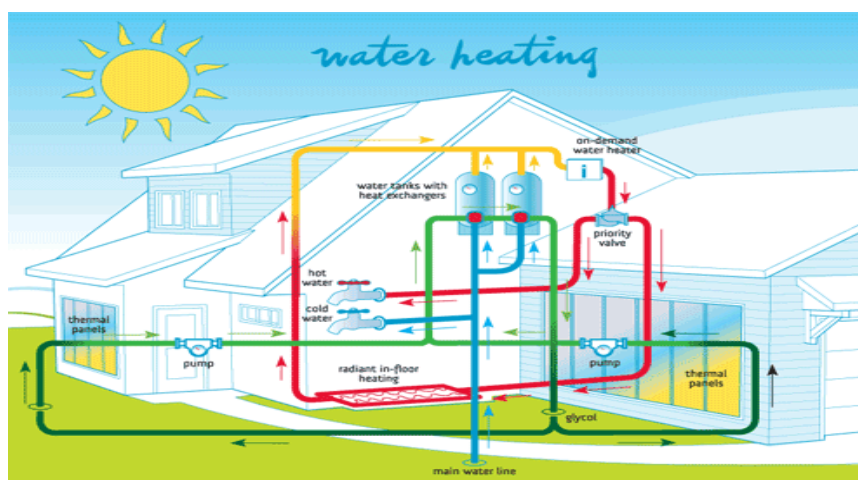 water heating
on-demand
water heater
i
water tanks with
heat exchangers
priority
valve
hot
water
cold
water
thermal
panels
pump
pump
radiant in-floor
heating
thermal
panels
glycol
main water line